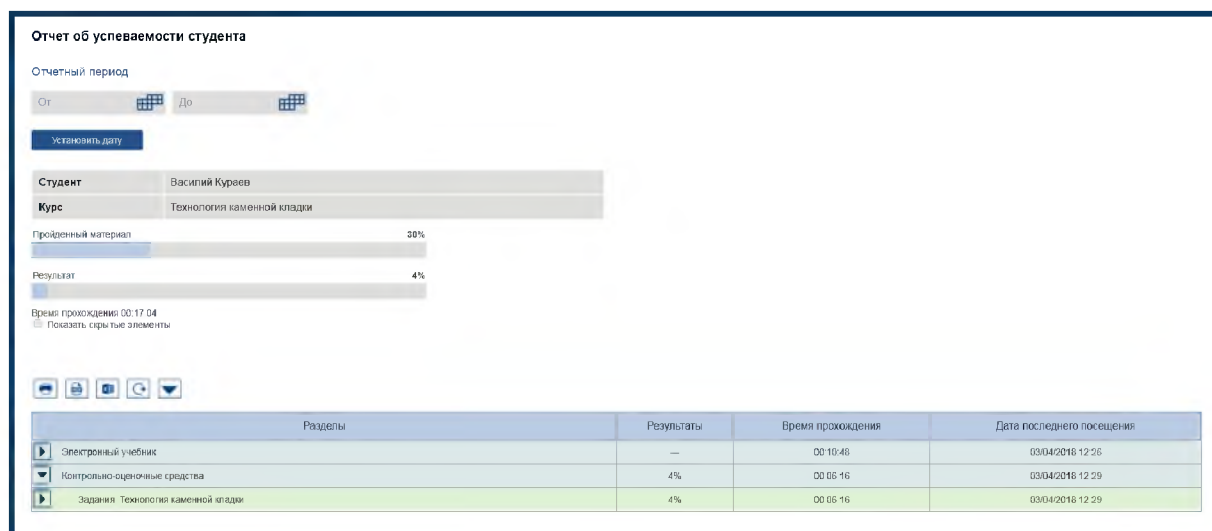 Отчет об успеваемости студента
Отчетный период
От До
Установить дату
Студент Василий Кураев
Курс Технология каменной кладки
Пройденный материал 30%
Результат 4%
Время прохождения 00:17:04
Показать скрытые элементы
Разделы Результаты Время прохождения Дата последнего посещения
Электронный учебник — 00:10:48 03/04/2018 12:26
Контрольно-оценочные средства 4% 00:06:16 03/04/2018 12:29
Задания Технология каменной кладки 4% 00:06:16 03/04/2018 12:29